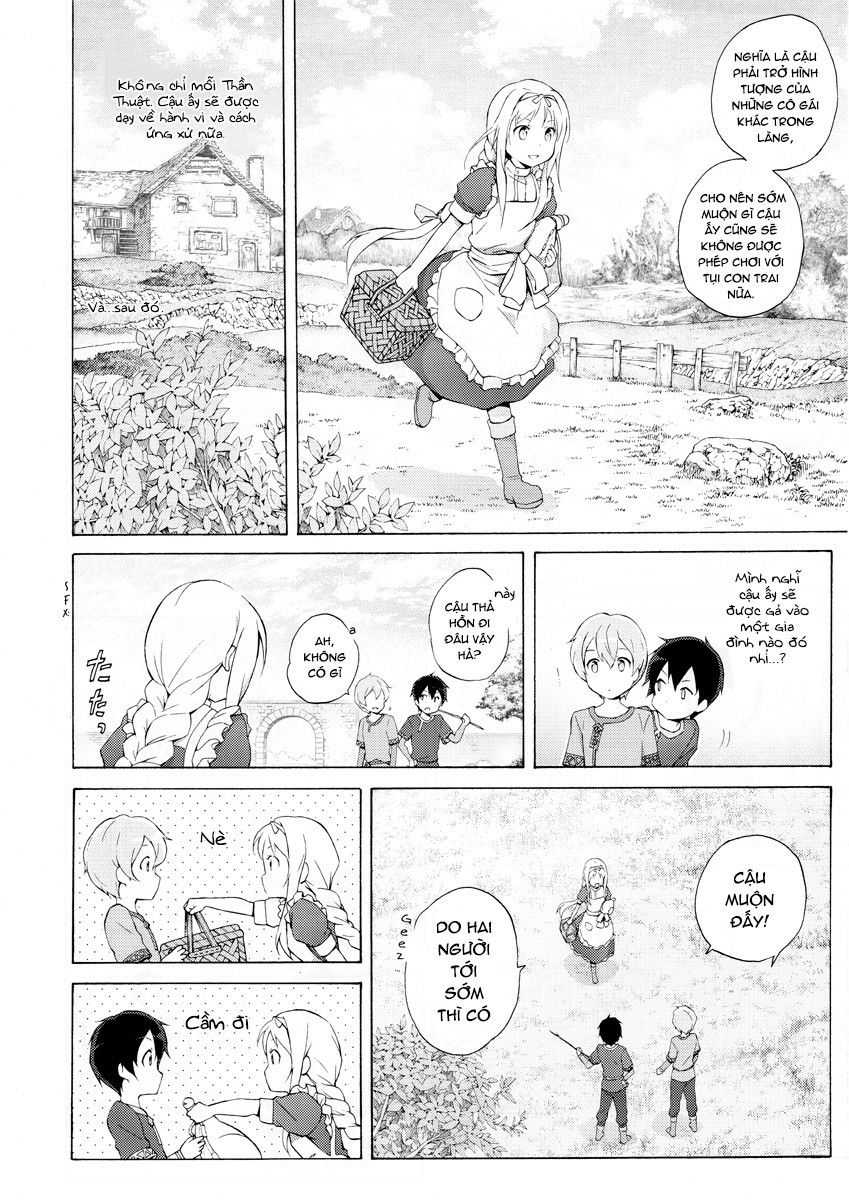 NGHĨA LÀ CẬU
PHẢI TRỞ HÌNH
TƯỢNG CỦA
NHỮNG CÔ GÁI
KHÁC TRONG
LÀNG,
CHO NÊN SỚM
MUỘN GÌ CẬU
ẤY CŨNG SẼ
KHÔNG ĐƯỢC
PHÉP CHƠI VỚI
TỤI CON TRAI
NỮA.
Không chỉ mỗi Thần
Thuật. Cậu ấy sẽ được
dạy về hành vi và cách
ứng xử nữa.
Và.. sau đó
Mình nghĩ
cậu ấy sẽ
được gả vào
một gia
đình nào đó
nhỉ...?
này
CẬU THẢ
HỒN ĐI
ĐÂU VẬY
HẢ?
a
AH,
KHÔNG
CÓ GÌ
SFX:
たたっ
CẬU
MUỘN
ĐẤY!
DO HAI
NGƯỜI
TỚI
SỚM
THÌ CÓ
Geez
Nè
Cầm đi